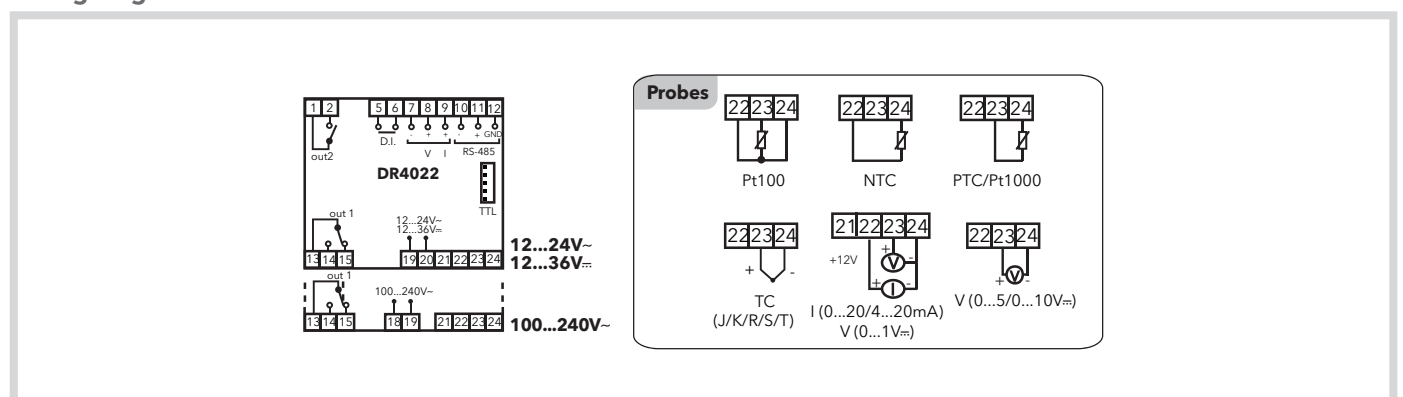 1 2 5 6 7 8 9 10 11 12
D.I. - + + - + GND
out2 V I RS-485
DR4022
TTL
out 1
12...24V~
12...36V⎓
12...24V~
12...36V⎓
13 14 15 19 20 21 22 23 24
out 1
100...240V~
13 14 15 18 19 21 22 23 24
100...240V~
Probes
22 23 24
Pt100
22 23 24
NTC
22 23 24
PTC/Pt1000
22 23 24
+ -
TC
(J/K/R/S/T)
21 22 23 24
+12V
+ V -
+ I -
I (0...20/4...20mA)
V (0...1V⎓)
22 23 24
+ V -
V (0...5/0...10V⎓)